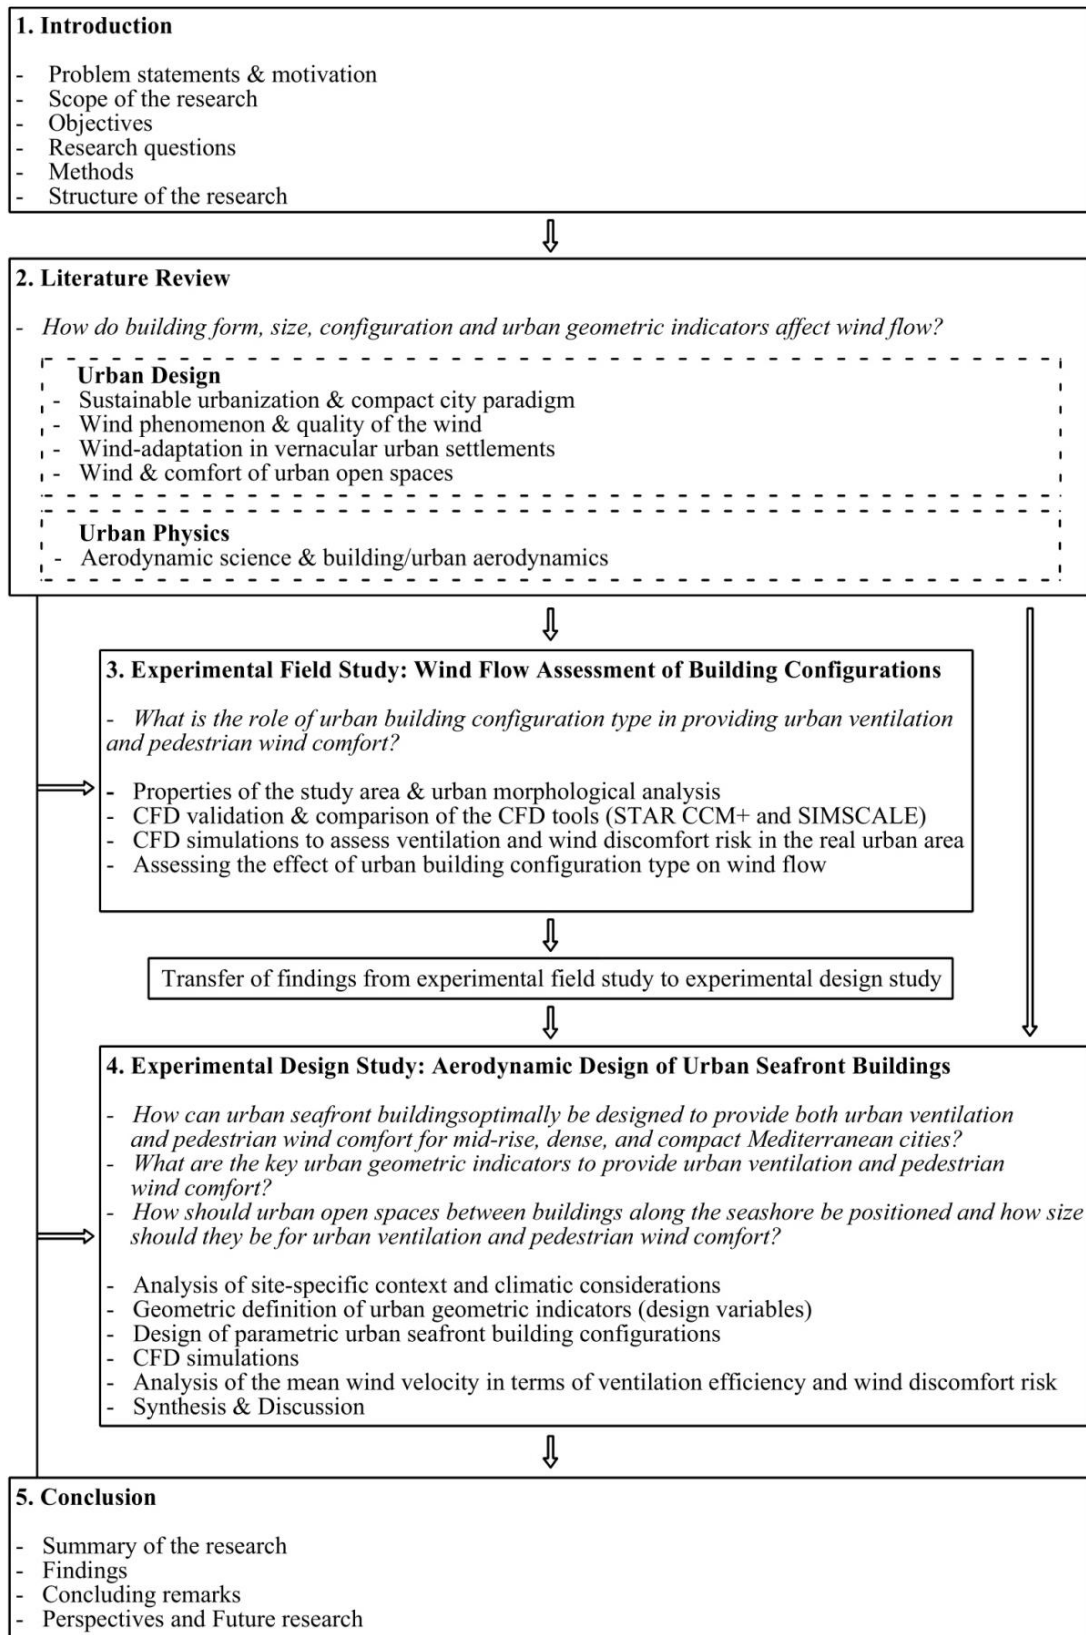 1. Introduction
- Problem statements & motivation
- Scope of the research
- Objectives
- Research questions
- Methods
- Structure of the research
2. Literature Review
- How do building form, size, configuration and urban geometric indicators affect wind flow?
Urban Design
- Sustainable urbanization & compact city paradigm
- Wind phenomenon & quality of the wind
- Wind-adaptation in vernacular urban settlements
- Wind & comfort of urban open spaces
Urban Physics
- Aerodynamic science & building/urban aerodynamics
3. Experimental Field Study: Wind Flow Assessment of Building Configurations
- What is the role of urban building configuration type in providing urban ventilation
and pedestrian wind comfort?
- Properties of the study area & urban morphological analysis
- CFD validation & comparison of the CFD tools (STAR CCM+ and SIMSCALE)
- CFD simulations to assess ventilation and wind discomfort risk in the real urban area
- Assessing the effect of urban building configuration type on wind flow
Transfer of findings from experimental field study to experimental design study
4. Experimental Design Study: Aerodynamic Design of Urban Seafront Buildings
- How can urban seafront buildingsoptimally be designed to provide both urban ventilation
and pedestrian wind comfort for mid-rise, dense, and compact Mediterranean cities?
- What are the key urban geometric indicators to provide urban ventilation and pedestrian
wind comfort?
- How should urban open spaces between buildings along the seashore be positioned and how size
should they be for urban ventilation and pedestrian wind comfort?
- Analysis of site-specific context and climatic considerations
- Geometric definition of urban geometric indicators (design variables)
- Design of parametric urban seafront building configurations
- CFD simulations
- Analysis of the mean wind velocity in terms of ventilation efficiency and wind discomfort risk
- Synthesis & Discussion
5. Conclusion
- Summary of the research
- Findings
- Concluding remarks
- Perspectives and Future research